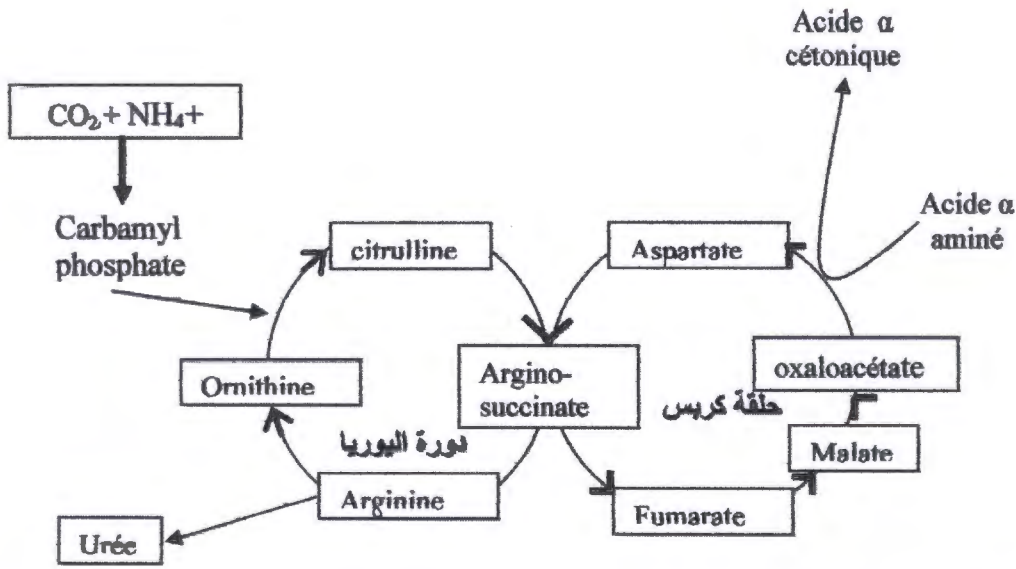 Acide α
cétonique
CO₂+ NH₄+
Carbamyl
phosphate
Acide α
aminé
citrulline
Aspartate
Ornithine
Argino-
succinate
oxaloacétate
حلقة كربس
دورة اليوريا
Malate
Arginine
Fumarate
Urée